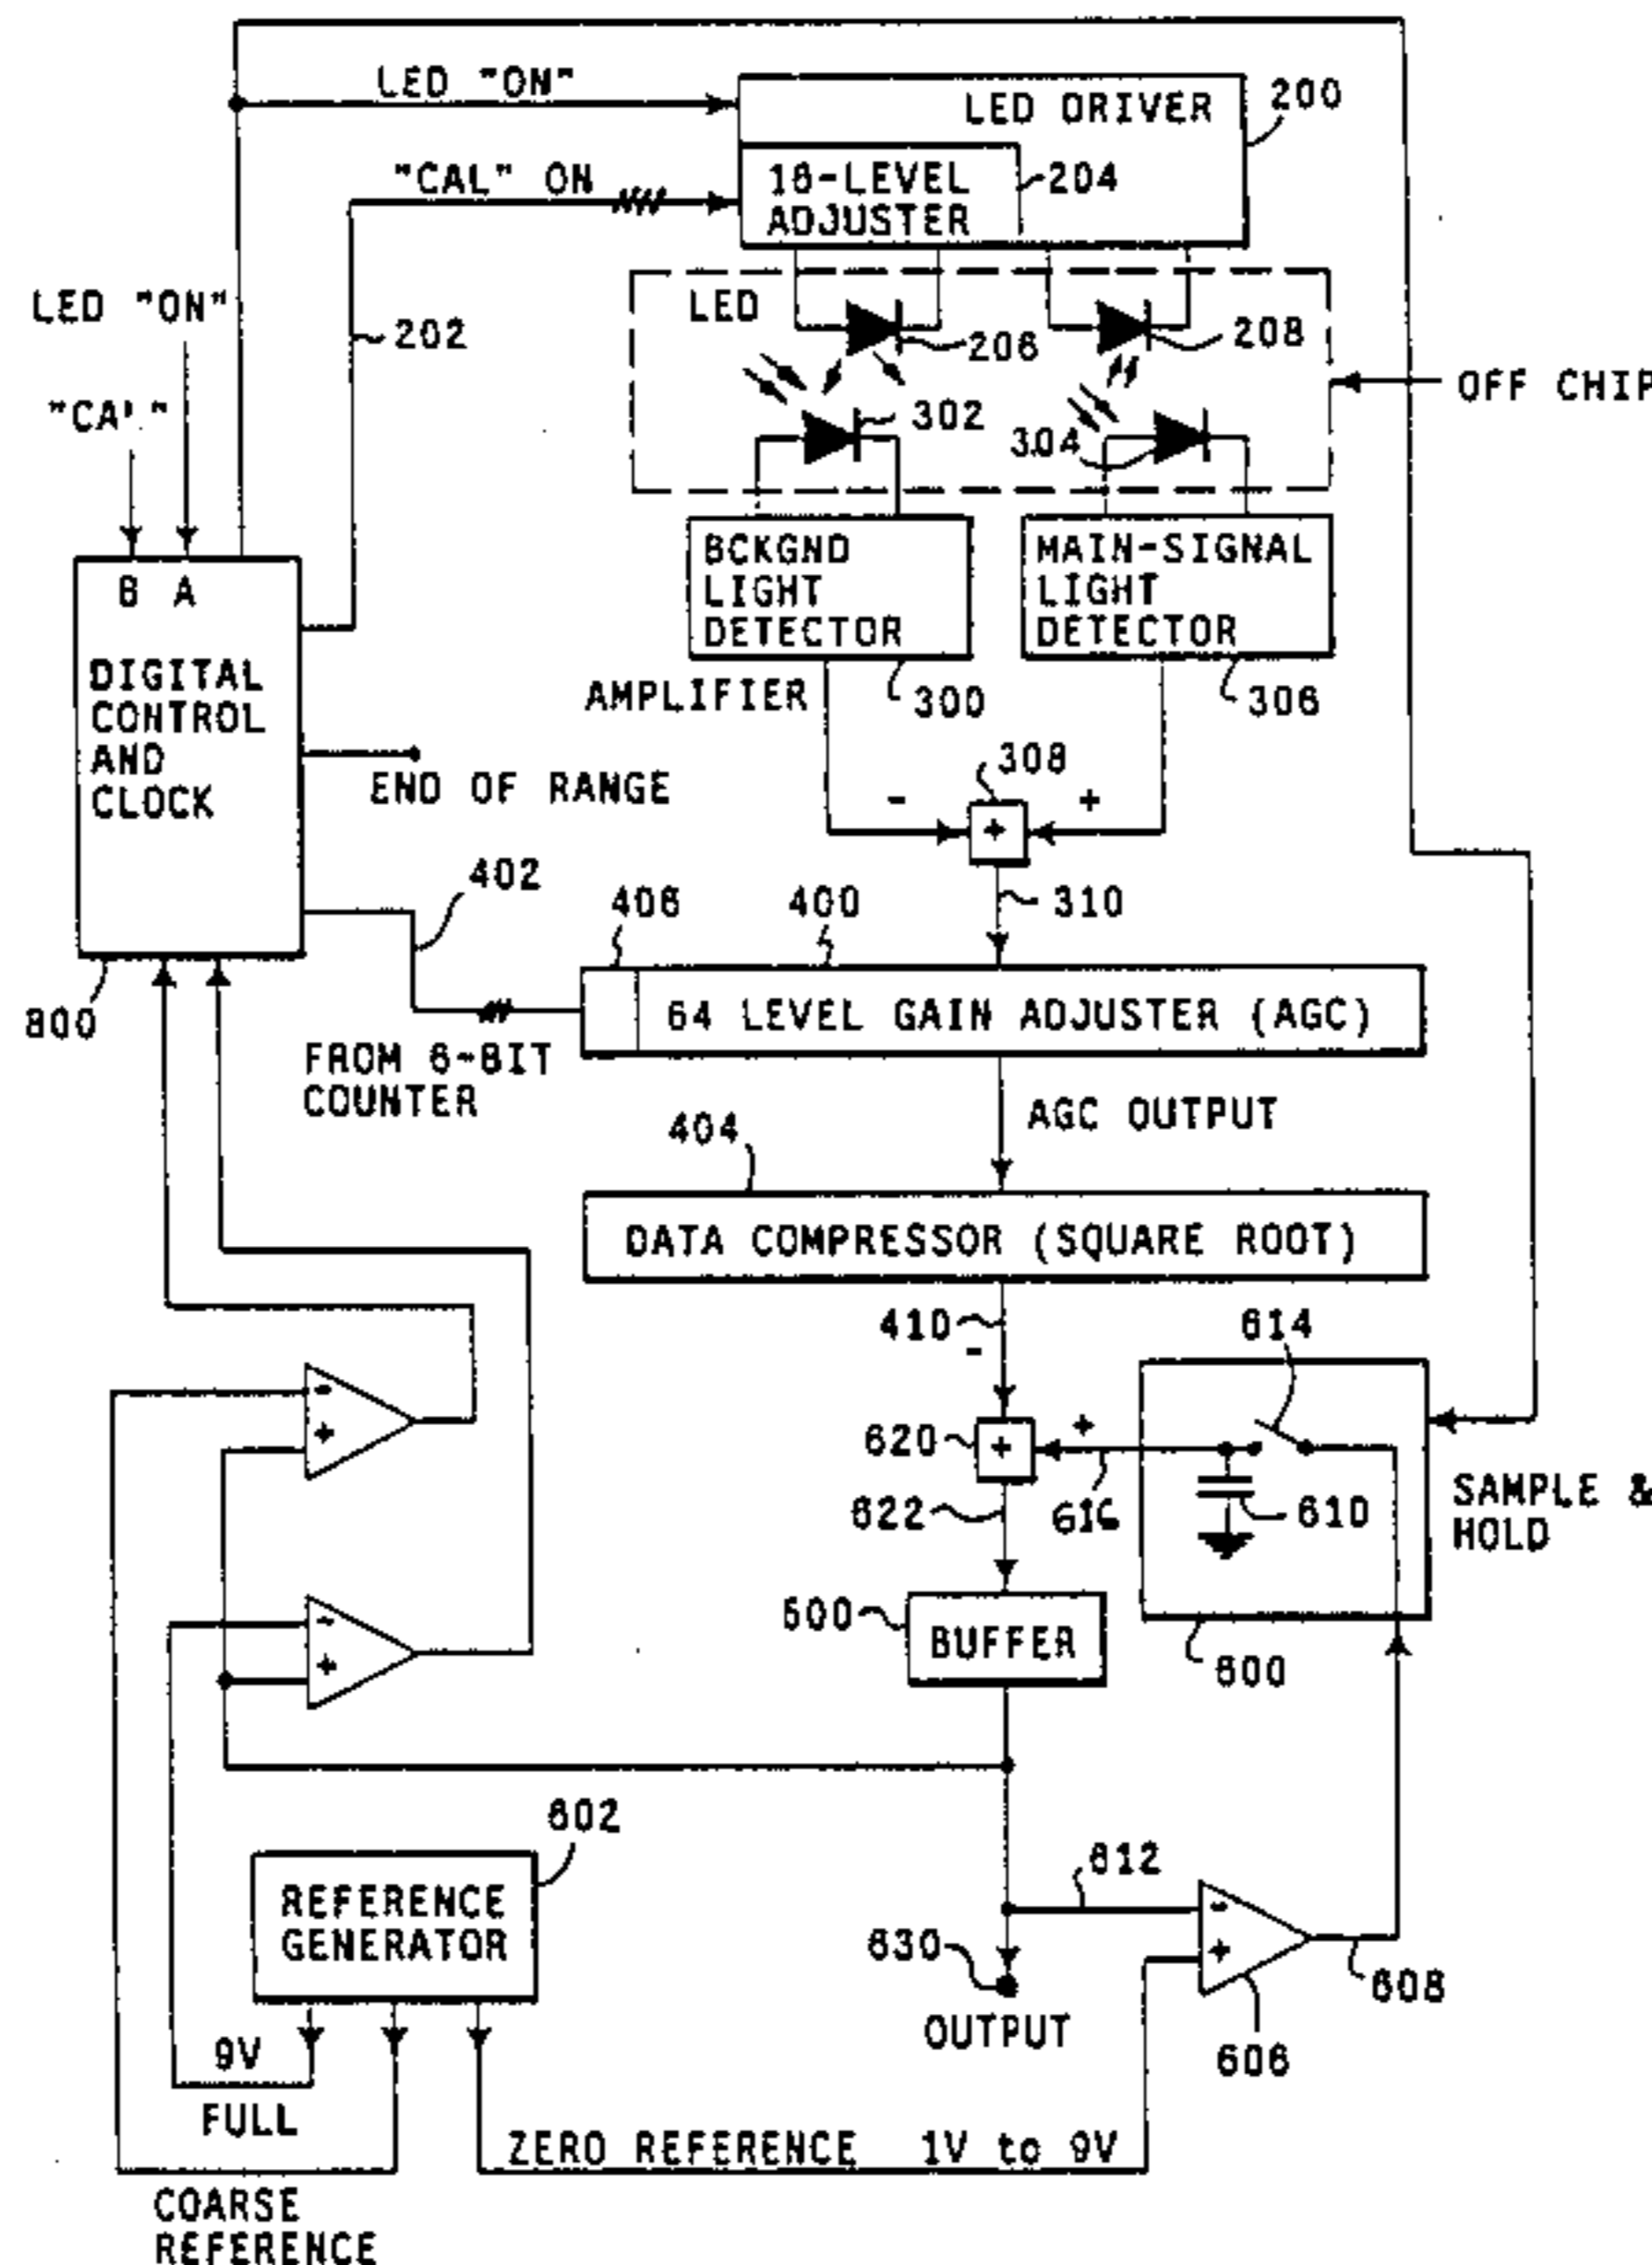 LED "ON"
LED DRIVER
200
"CAL" ON
16-LEVEL
ADJUSTER
204
LED "ON"
202
LED
206
208
OFF CHIP
302
304
B A
BCKGND
LIGHT
DETECTOR
MAIN-SIGNAL
LIGHT
DETECTOR
DIGITAL
CONTROL
AND
CLOCK
AMPLIFIER
300
306
308
END OF RANGE
-
+
+
402
406
400
310
64 LEVEL GAIN ADJUSTER (AGC)
800
FROM 6-BIT
COUNTER
AGC OUTPUT
404
DATA COMPRESSOR (SQUARE ROOT)
410
-
614
-
+
620
+
+
622
616
610
SAMPLE &
HOLD
BUFFER
600
-
+
602
REFERENCE
GENERATOR
612
-
+
630
OUTPUT
608
606
9V
FULL
ZERO REFERENCE 1V to 9V
COARSE
REFERENCE